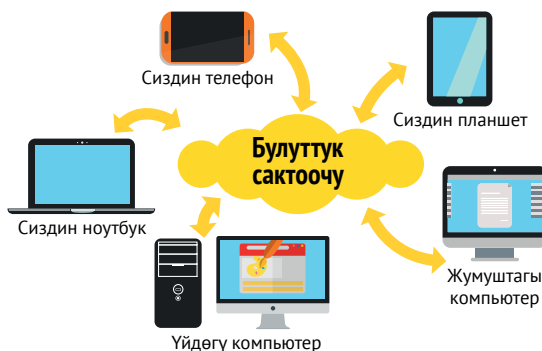 Сиздин телефон
Сиздин планшет
Булуттук
сактоочу
Сиздин ноутбук
Жумуштагы
компьютер
Үйдөгү компьютер